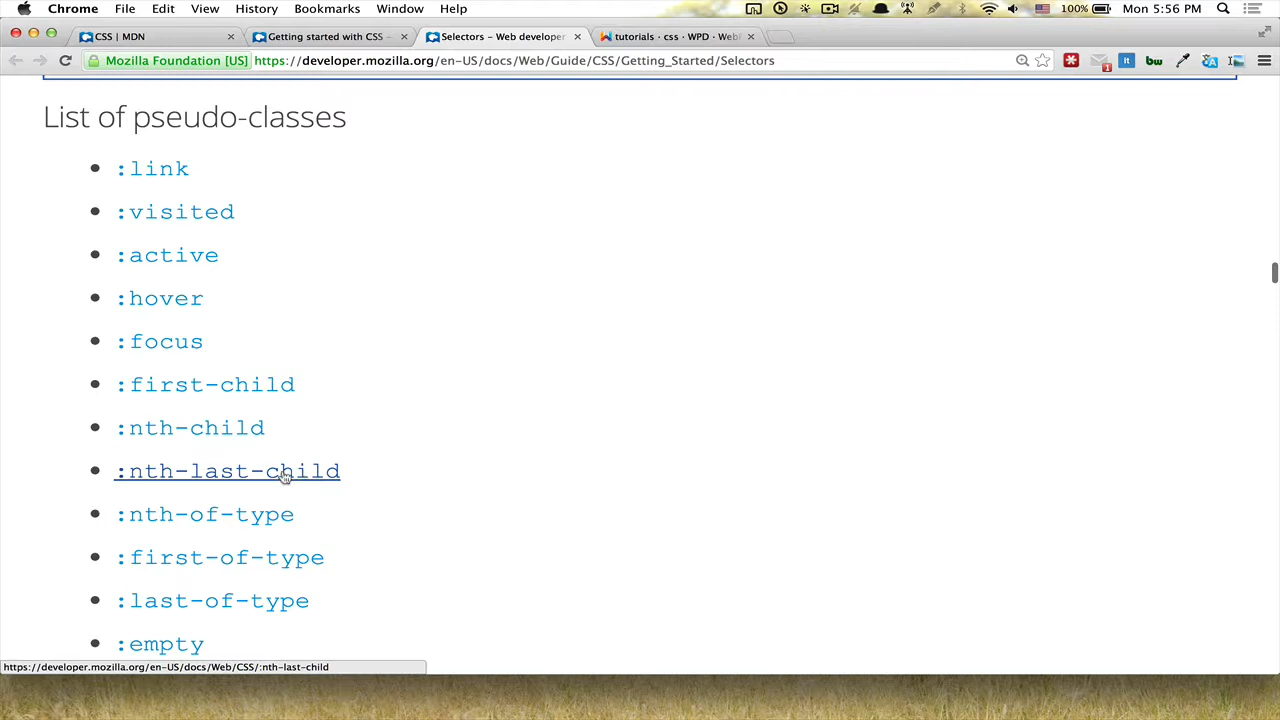 Chrome File Edit View History Bookmarks Window Help 100% Mon 5:56 PM
CSS | MDN Getting started with CSS – Selectors – Web developer tutorials · css · WPD · Webf
Mozilla Foundation [US] https://developer.mozilla.org/en-US/docs/Web/Guide/CSS/Getting_Started/Selectors
List of pseudo-classes
:link
:visited
:active
:hover
:focus
:first-child
:nth-child
:nth-last-child
:nth-of-type
:first-of-type
:last-of-type
:empty
https://developer.mozilla.org/en-US/docs/Web/CSS/:nth-last-child